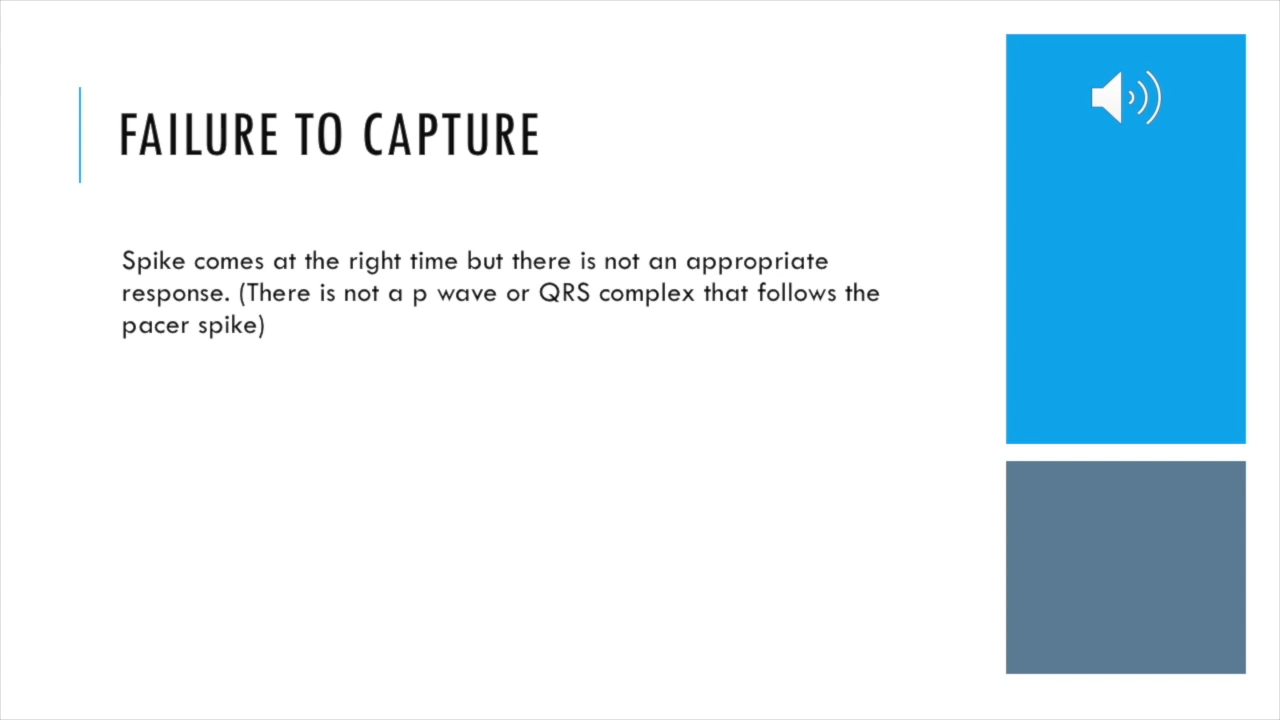 FAILURE TO CAPTURE
Spike comes at the right time but there is not an appropriate
response. (There is not a p wave or QRS complex that follows the
pacer spike)